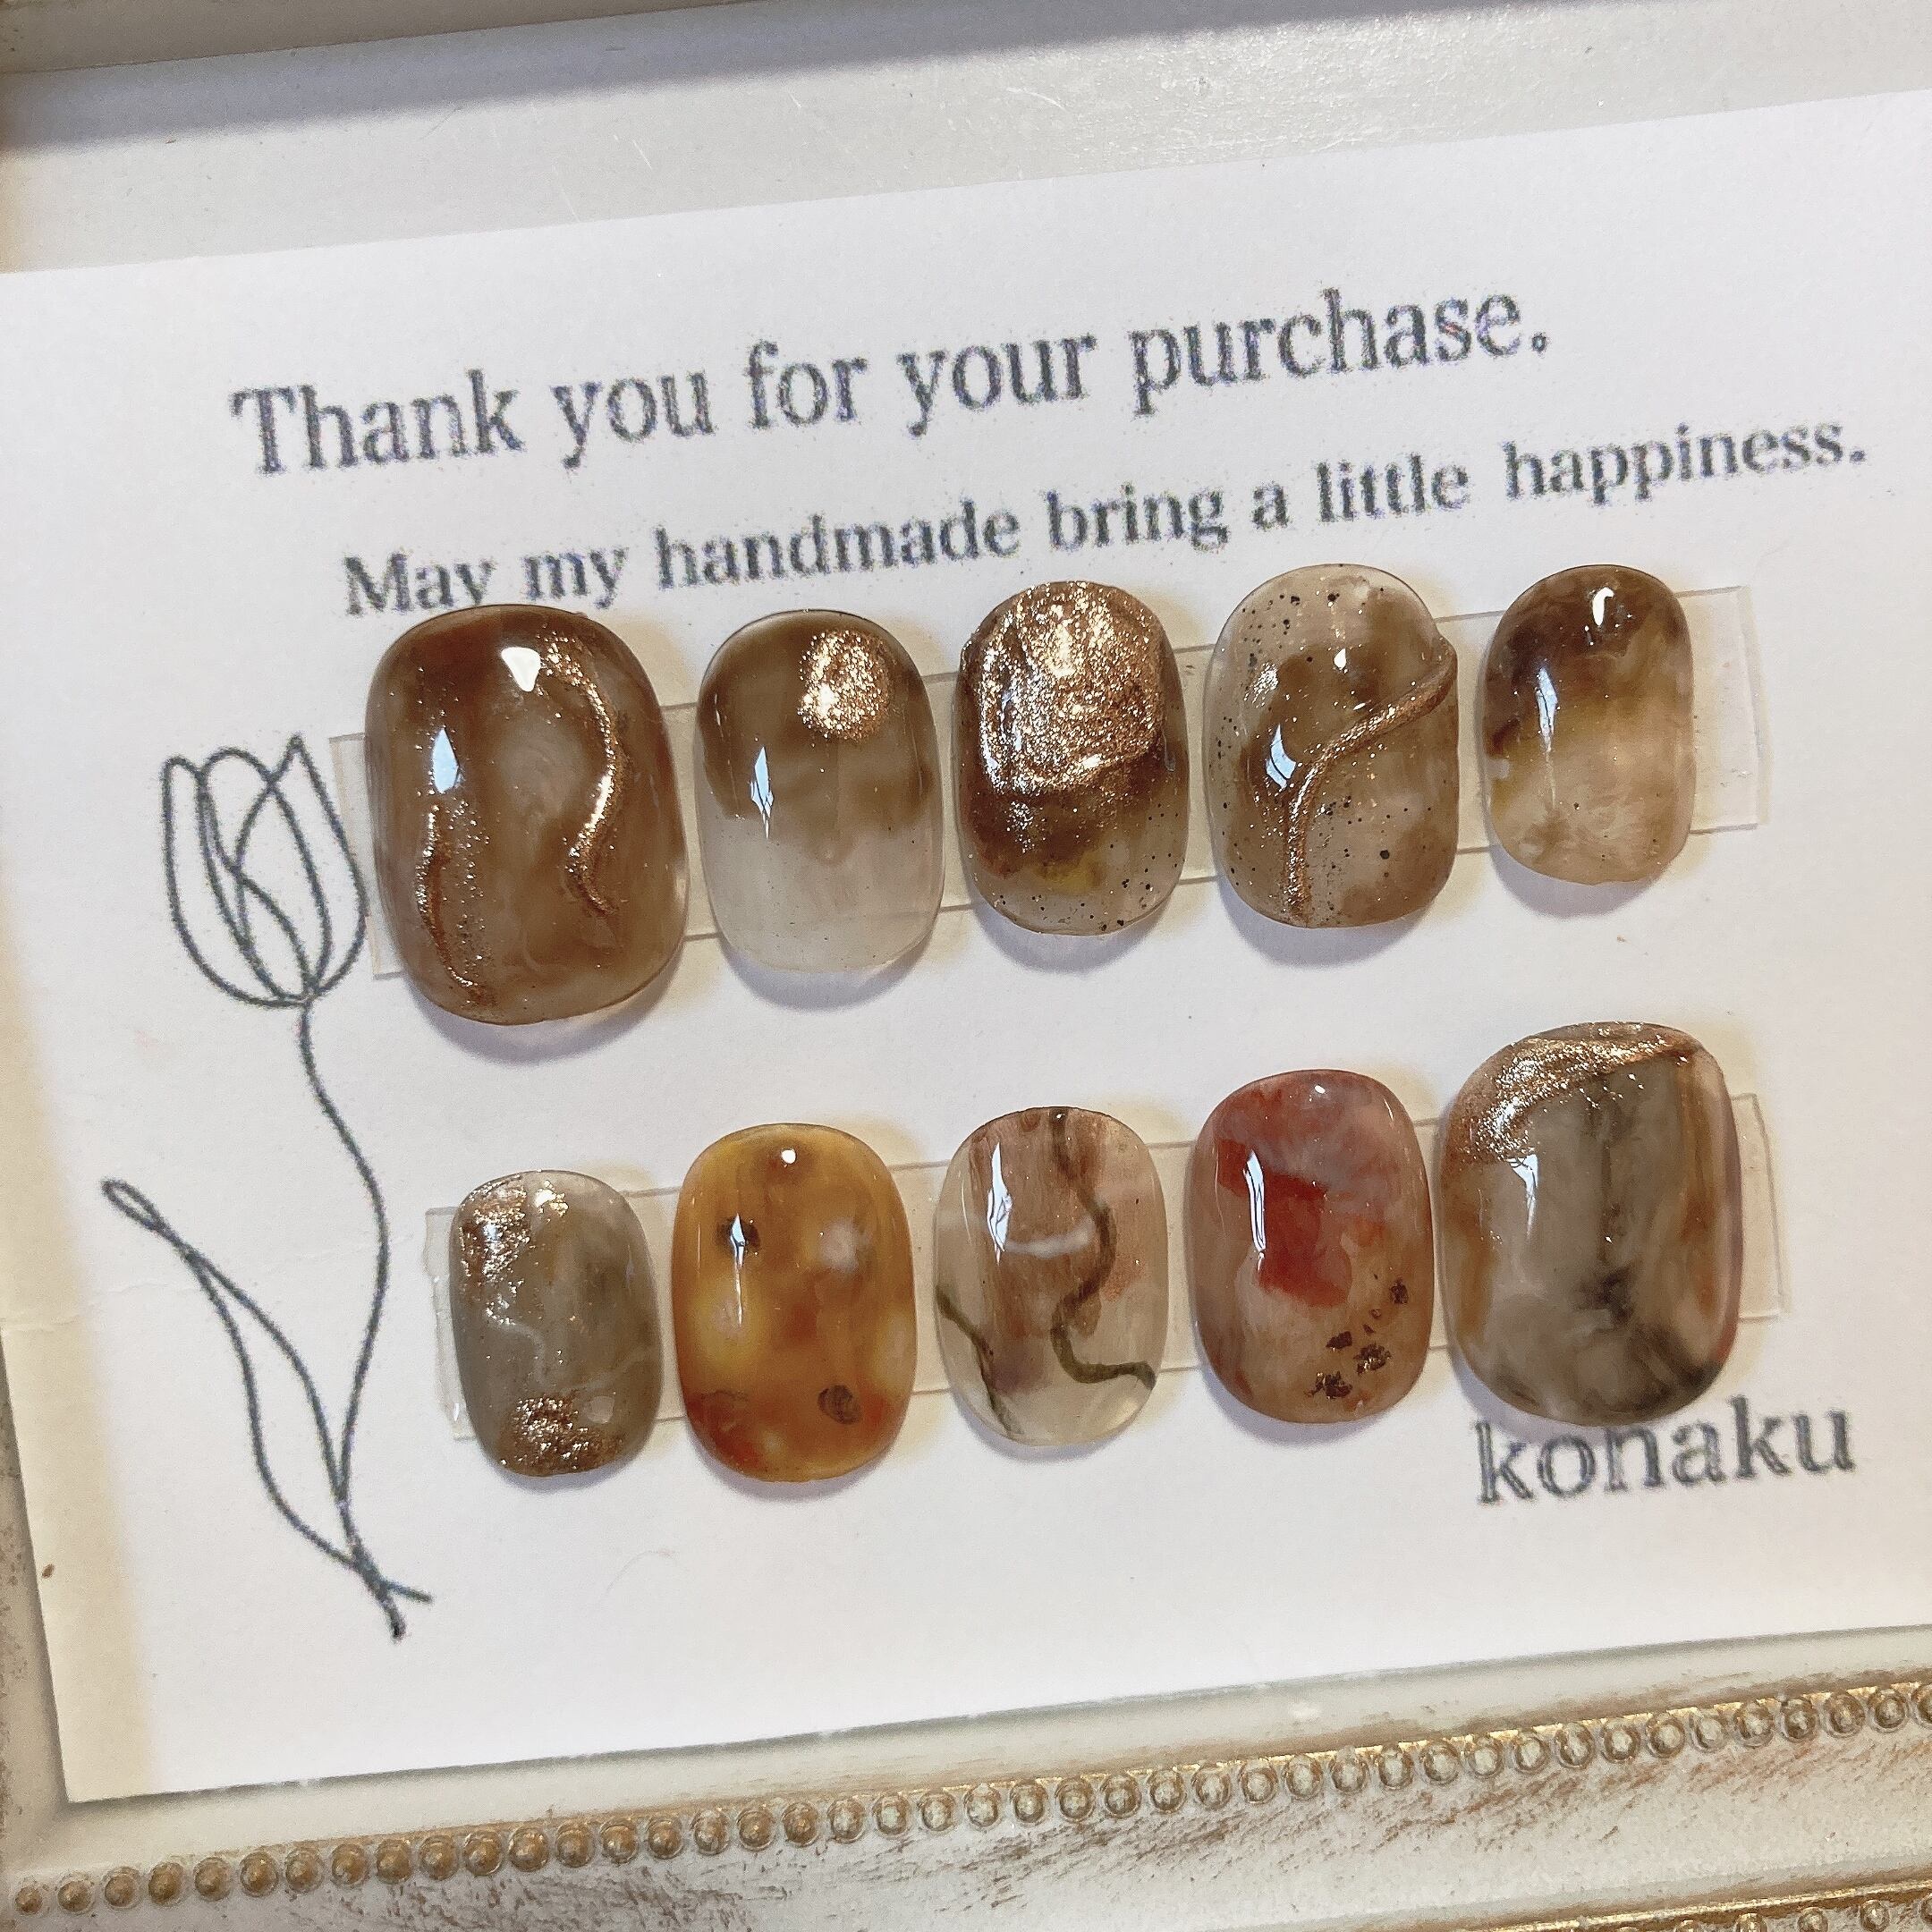 Thank you for your purchase.
May my handmade bring a little happiness.
konaku